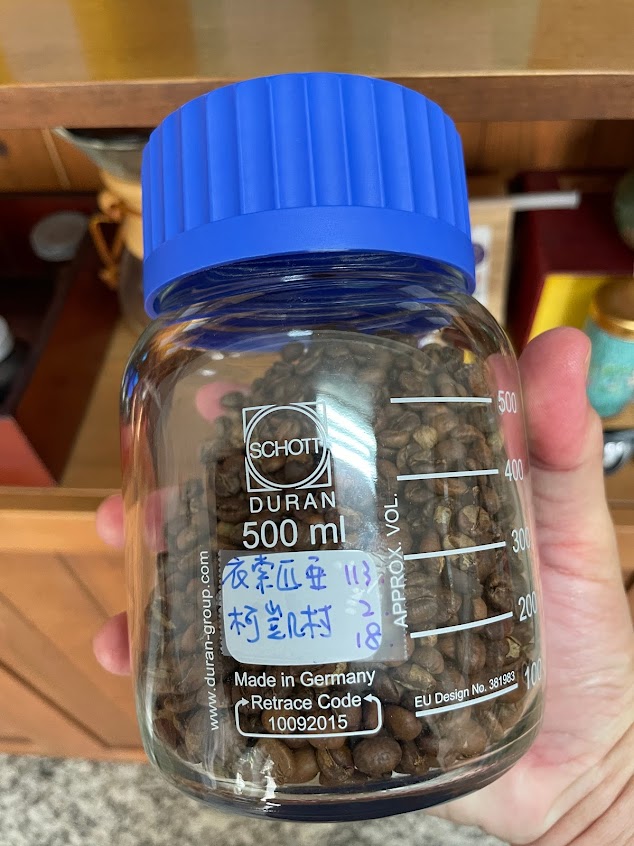 SCHOTT
DURAN
500 ml
衣索匹亞 113
柯凱村 2
18
Made in Germany
Retrace Code
10092015
www.duran-group.com
APPROX. VOL.
500
400
300
200
100
EU Design No. 381983